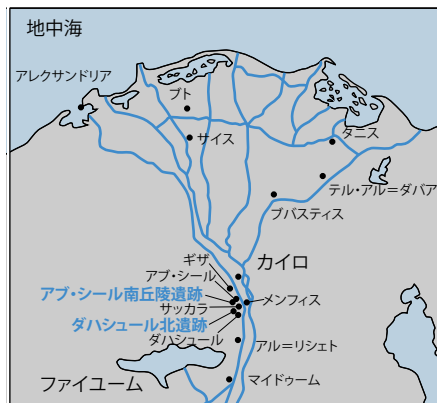 地中海
アレクサンドリア
ブト
サイス
タニス
テル・アル=ダバア
ブバスティス
カイロ
ギザ
アブ・シール
アブ・シール南丘陵遺跡
メンフィス
サッカラ
ダハシュール北遺跡
ダハシュール
アル=リシェト
ファイユーム
マイドゥーム